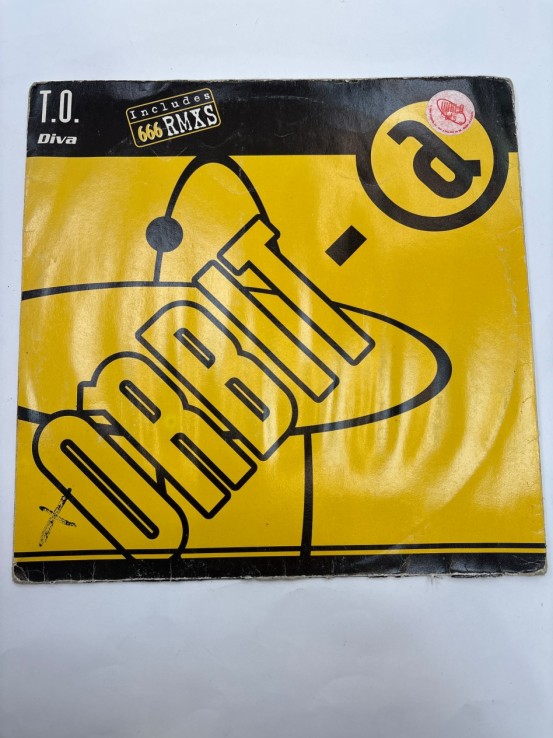 T.O.
Diva
Includes
666 RMXS
a
ORBIT-